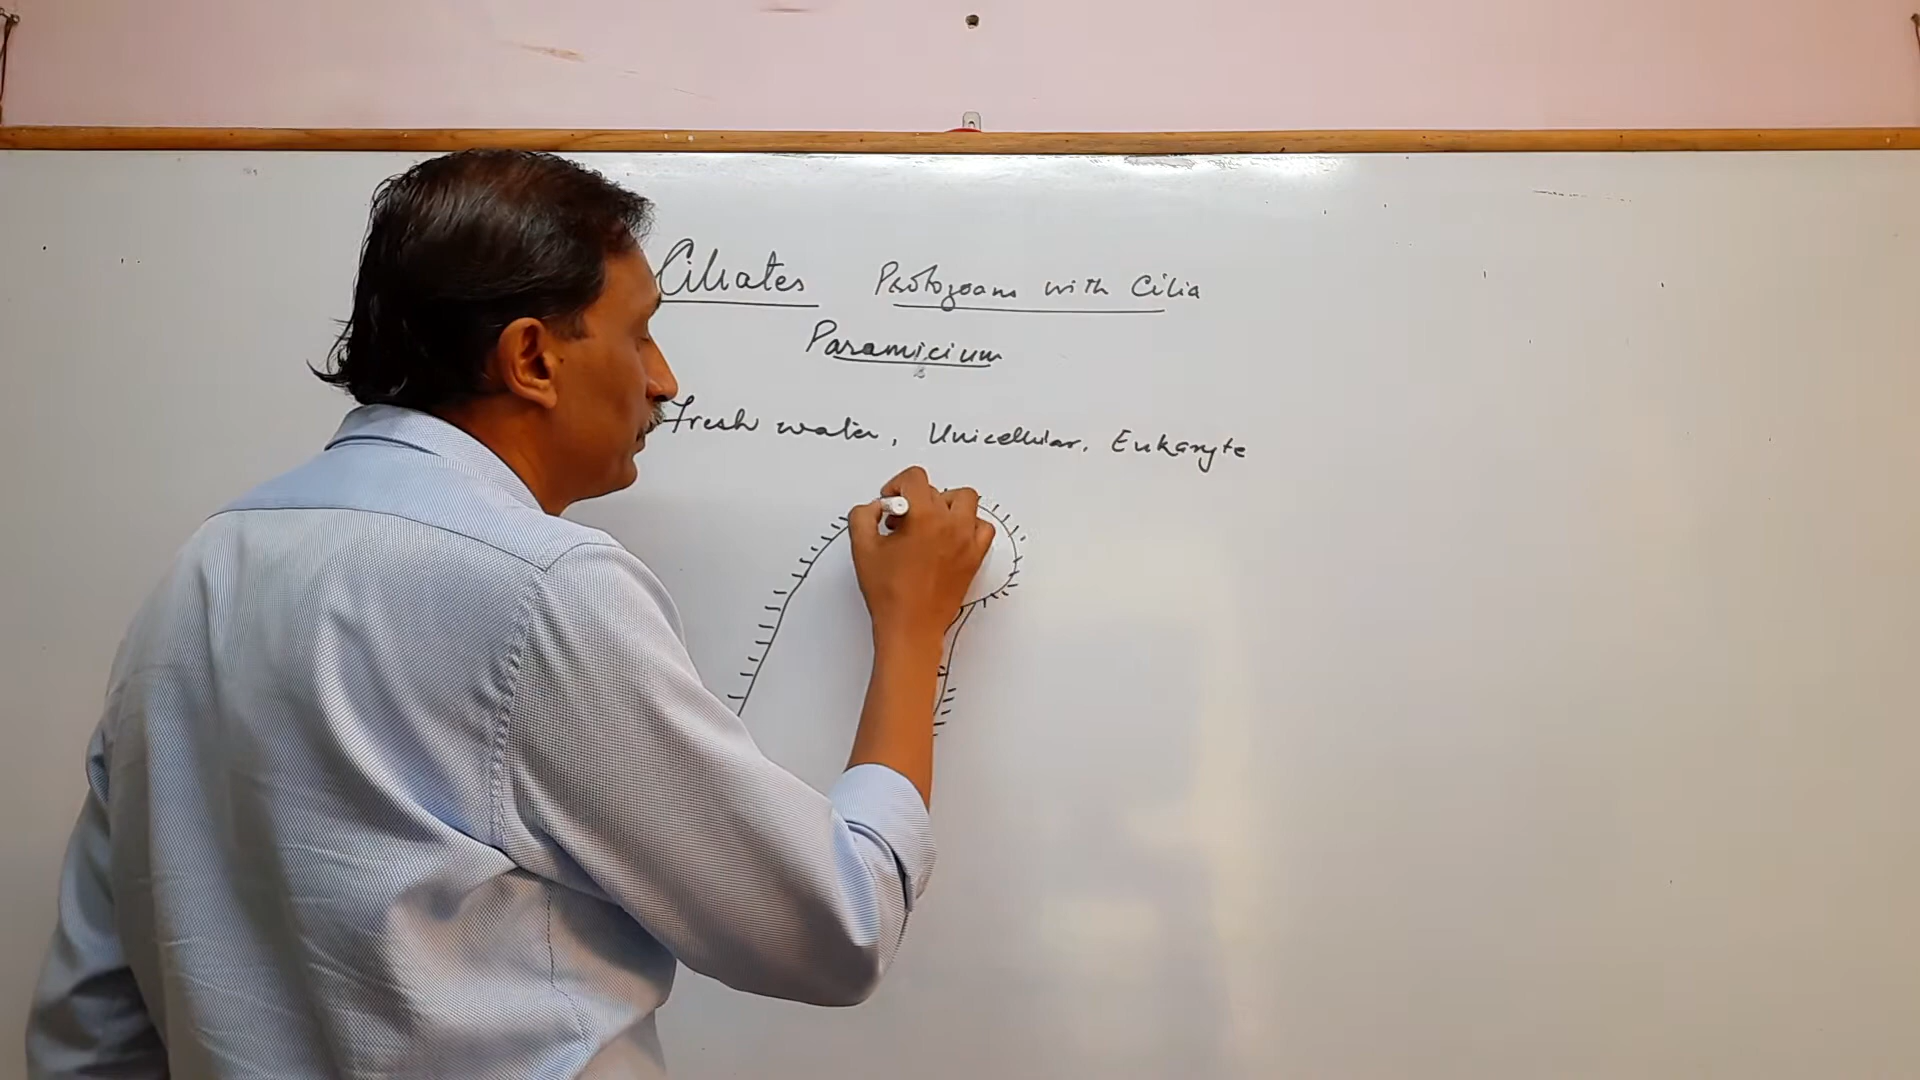 Ciliates Protozoans with Cilia
Paramicium
Fresh water, Unicellular, Eukaryte